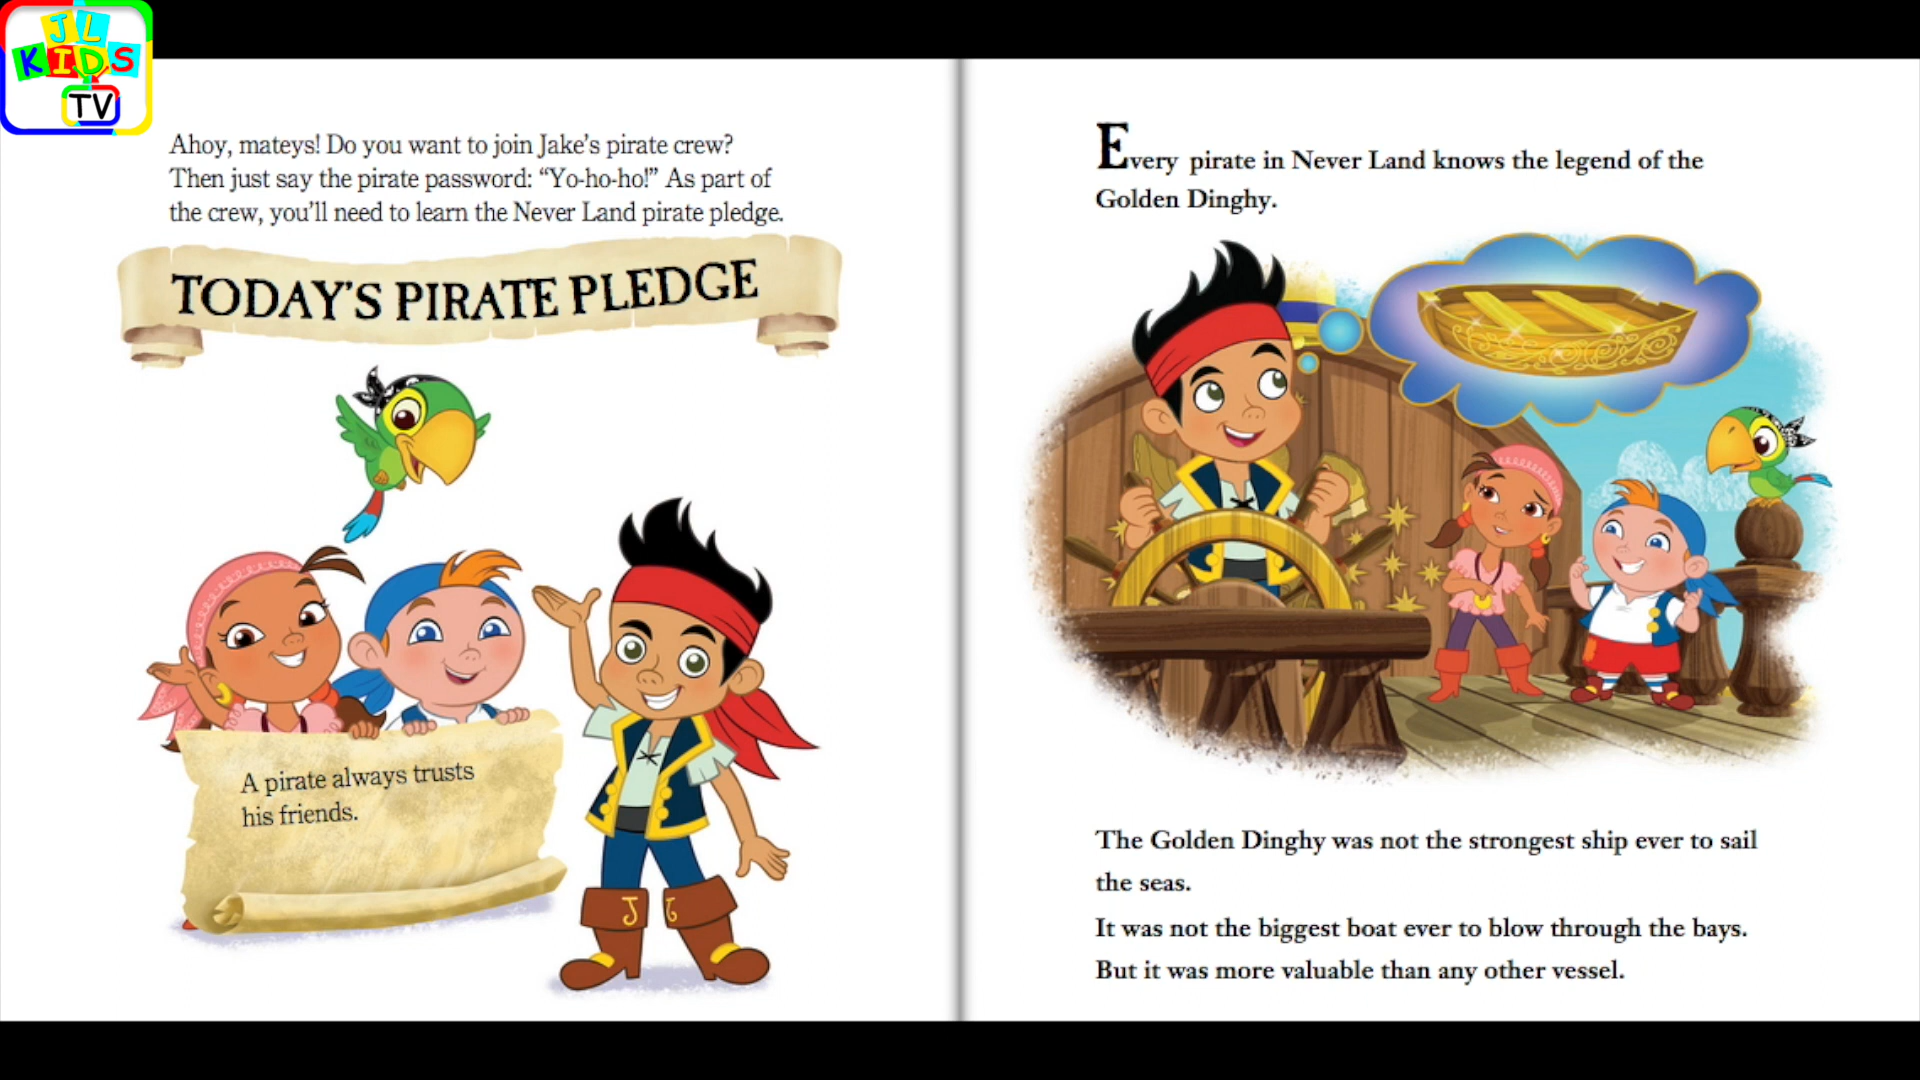 JL
KIDS
TV
Ahoy, mateys! Do you want to join Jake's pirate crew?
Then just say the pirate password: “Yo-ho-ho!” As part of
the crew, you'll need to learn the Never Land pirate pledge.
TODAY'S PIRATE PLEDGE
A pirate always trusts
his friends.
J J
Every pirate in Never Land knows the legend of the
Golden Dinghy.
The Golden Dinghy was not the strongest ship ever to sail
the seas.
It was not the biggest boat ever to blow through the bays.
But it was more valuable than any other vessel.